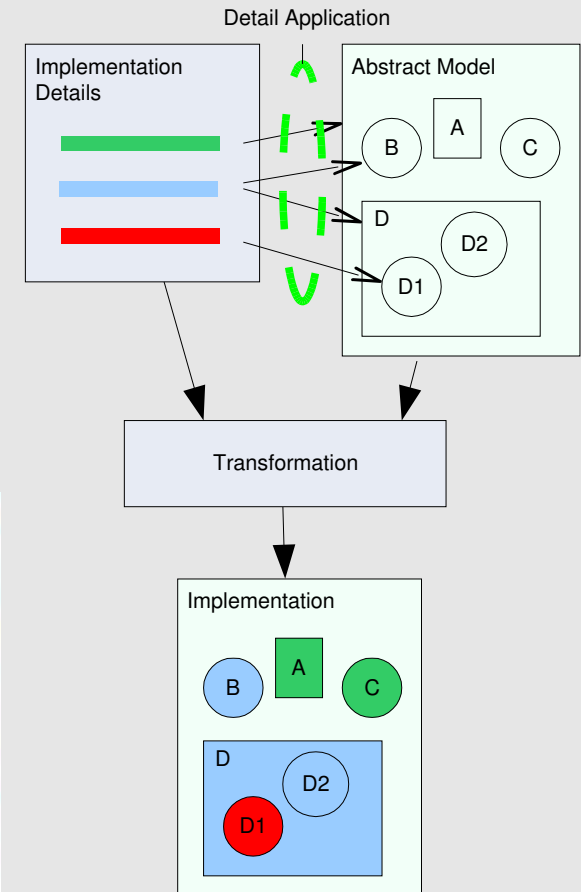 Detail Application
Implementation
Details
Abstract Model
A
B
C
D
D2
D1
Transformation
Implementation
A
B
C
D
D2
D1